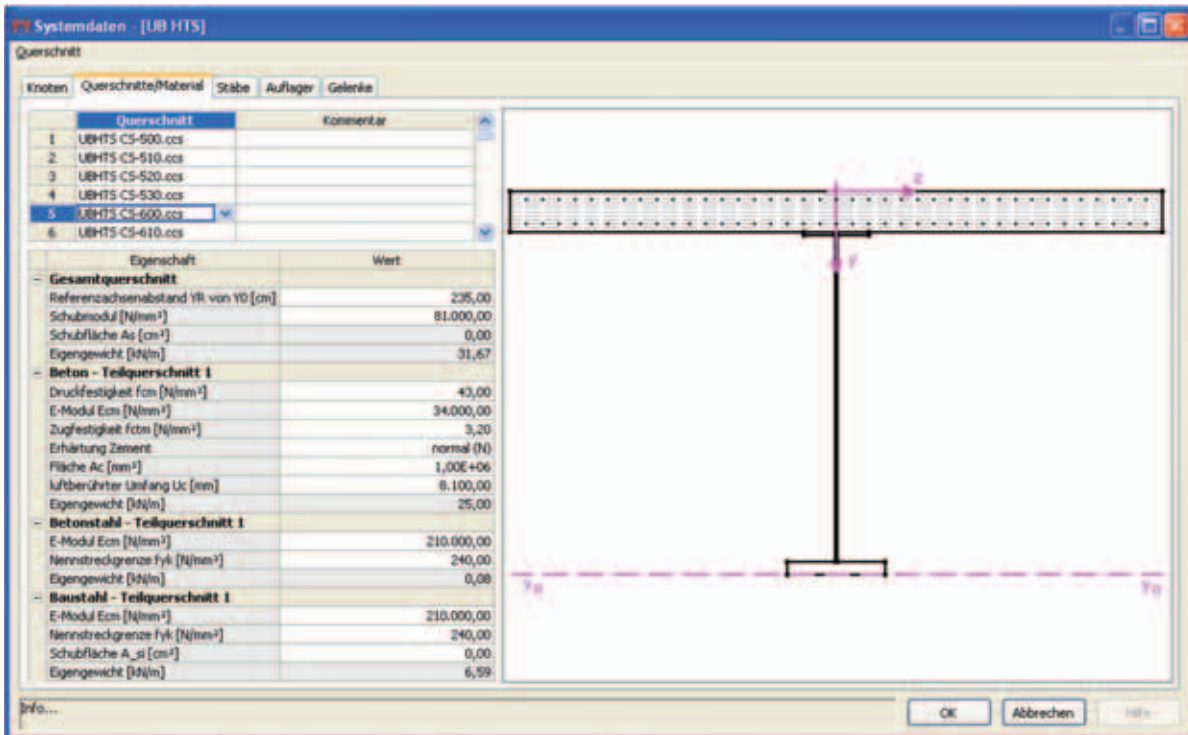 Systemdaten - [UB HTS]
Querschnitt
Knoten Querschnitte/Material Stäbe Auflager Gelenke
Querschnitt Kommentar
1 UBHTS CS-500.ccs
2 UBHTS CS-510.ccs
3 UBHTS CS-520.ccs
4 UBHTS CS-530.ccs
5 UBHTS CS-600.ccs
6 UBHTS CS-610.ccs
Eigenschaft Wert
− Gesamtquerschnitt
Referenzachsenabstand YR von Y0 [cm] 235,00
Schubmodul [N/mm²] 81.000,00
Schubfläche As [cm²] 0,00
Eigengewicht [kN/m] 31,67
− Beton - Teilquerschnitt 1
Druckfestigkeit fcm [N/mm²] 43,00
E-Modul Ecm [N/mm²] 34.000,00
Zugfestigkeit fctm [N/mm²] 3,20
Erhärtung Zement normal (N)
Fläche Ac [mm²] 1,00E+06
luftberührter Umfang Uc [mm] 8.100,00
Eigengewicht [kN/m] 25,00
− Betonstahl - Teilquerschnitt 1
E-Modul Ecm [N/mm²] 210.000,00
Nennstreckgrenze fyk [N/mm²] 240,00
Eigengewicht [kN/m] 0,08
− Baustahl - Teilquerschnitt 1
E-Modul Ecm [N/mm²] 210.000,00
Nennstreckgrenze fyk [N/mm²] 240,00
Schubfläche A_si [cm²] 0,00
Eigengewicht [kN/m] 6,59
z
y
YR YR
Info...
OK Abbrechen Hilfe